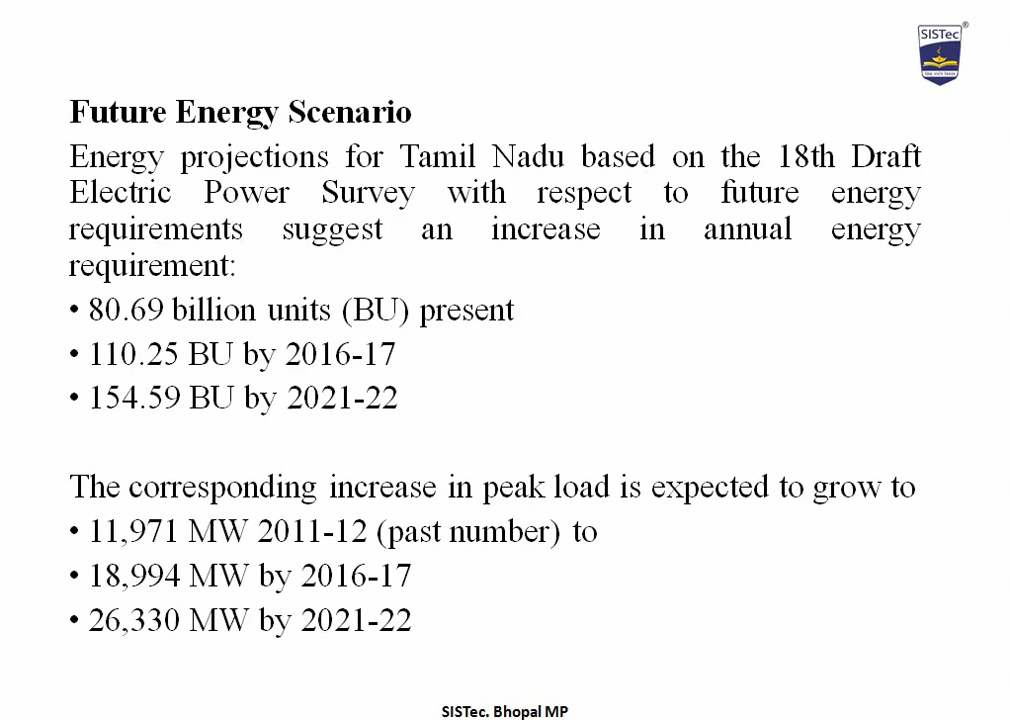 SISTec
Future Energy Scenario
Energy projections for Tamil Nadu based on the 18th Draft
Electric Power Survey with respect to future energy
requirements suggest an increase in annual energy
requirement:
• 80.69 billion units (BU) present
• 110.25 BU by 2016-17
• 154.59 BU by 2021-22
The corresponding increase in peak load is expected to grow to
• 11,971 MW 2011-12 (past number) to
• 18,994 MW by 2016-17
• 26,330 MW by 2021-22
SISTec. Bhopal MP